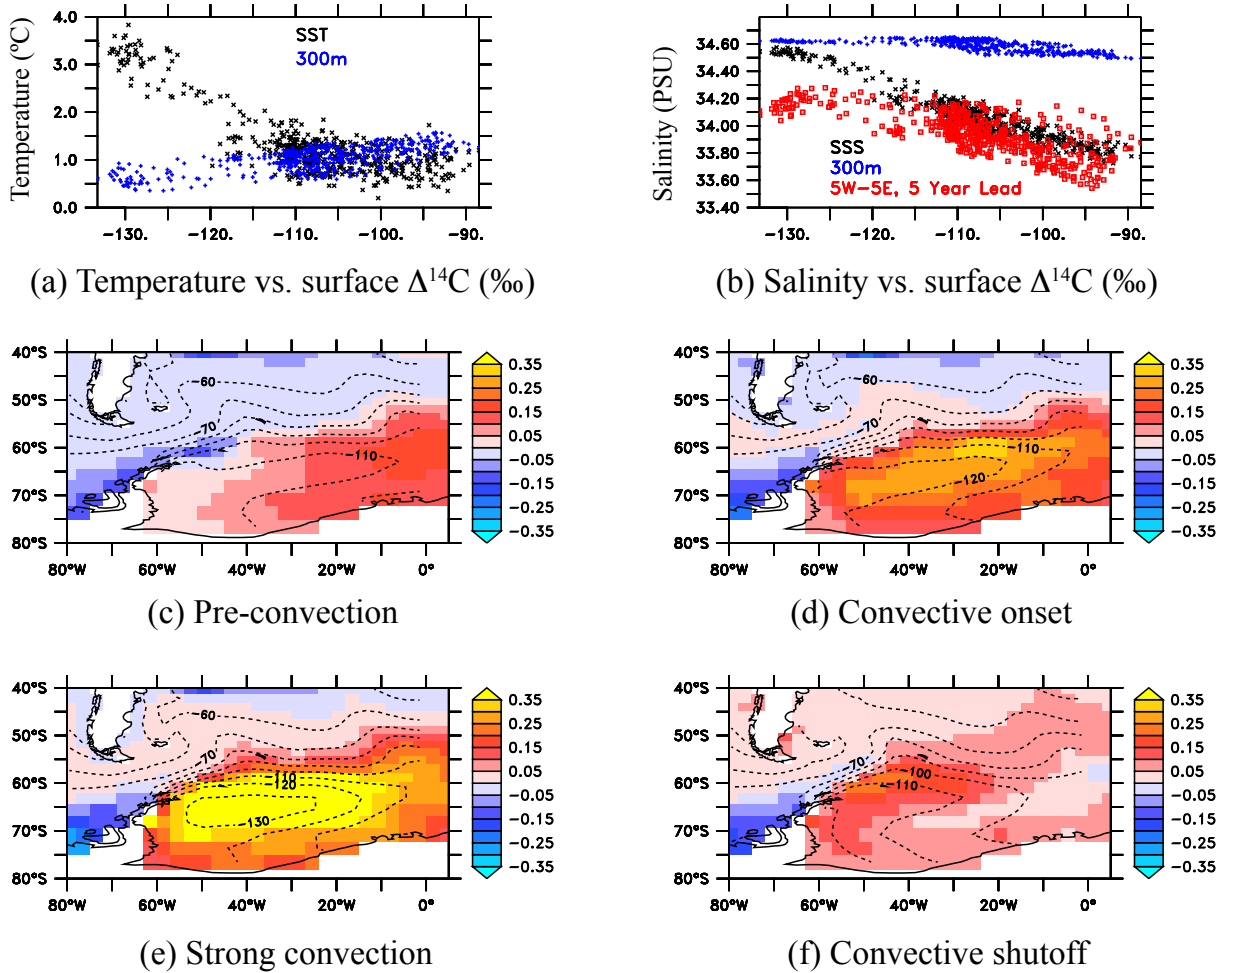 4.0
3.0
2.0
1.0
0.0
Temperature (ºC)
SST
300m
−130.
−120.
−110.
−100.
−90.
(a) Temperature vs. surface Δ¹⁴C (‰)
34.60
34.40
34.20
34.00
33.80
33.60
33.40
Salinity (PSU)
SSS
300m
5W−5E, 5 Year Lead
−130.
−120.
−110.
−100.
−90.
(b) Salinity vs. surface Δ¹⁴C (‰)
40°S
50°S
60°S
70°S
80°S
−60
−70
−110
80°W
60°W
40°W
20°W
0°
0.35
0.25
0.15
0.05
−0.05
−0.15
−0.25
−0.35
(c) Pre-convection
40°S
50°S
60°S
70°S
80°S
−60
−70
−110
−120
80°W
60°W
40°W
20°W
0°
0.35
0.25
0.15
0.05
−0.05
−0.15
−0.25
−0.35
(d) Convective onset
40°S
50°S
60°S
70°S
80°S
−60
−70
−110
−120
−130
80°W
60°W
40°W
20°W
0°
0.35
0.25
0.15
0.05
−0.05
−0.15
−0.25
−0.35
(e) Strong convection
40°S
50°S
60°S
70°S
80°S
−70
−100
−110
80°W
60°W
40°W
20°W
0°
0.35
0.25
0.15
0.05
−0.05
−0.15
−0.25
−0.35
(f) Convective shutoff